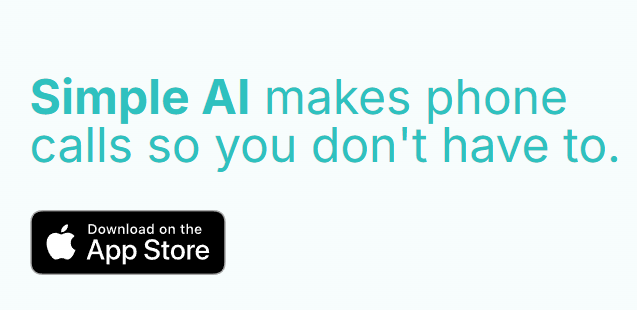 Simple AI makes phone
calls so you don't have to.
Download on the
App Store